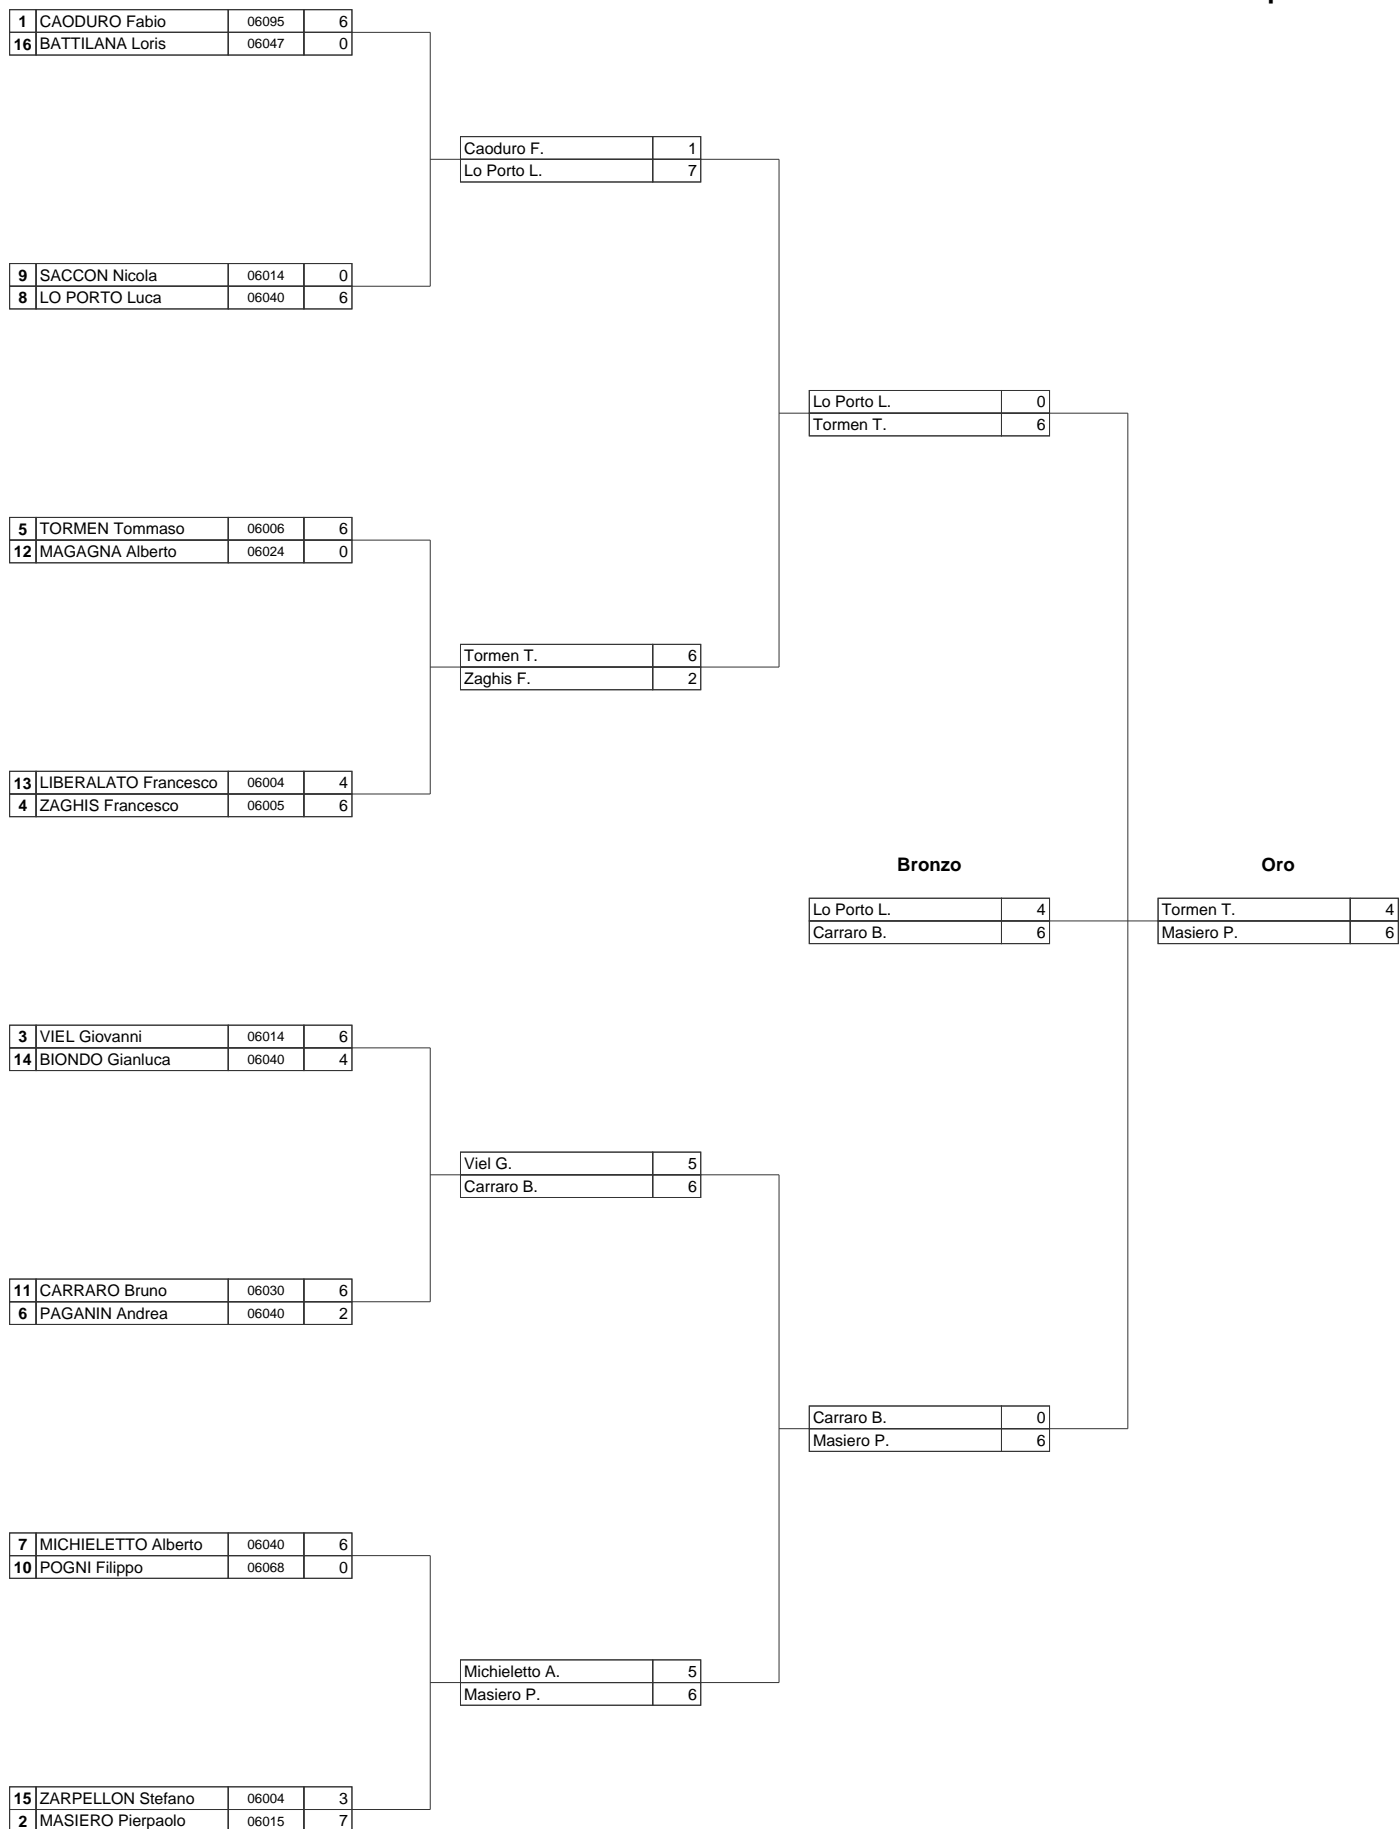 1 CAODURO Fabio 06095 6
16 BATTILANA Loris 06047 0
Caoduro F. 1
Lo Porto L. 7
9 SACCON Nicola 06014 0
8 LO PORTO Luca 06040 6
Lo Porto L. 0
Tormen T. 6
5 TORMEN Tommaso 06006 6
12 MAGAGNA Alberto 06024 0
Tormen T. 6
Zaghis F. 2
13 LIBERALATO Francesco 06004 4
4 ZAGHIS Francesco 06005 6
Bronzo Oro
Lo Porto L. 4 Tormen T. 4
Carraro B. 6 Masiero P. 6
3 VIEL Giovanni 06014 6
14 BIONDO Gianluca 06040 4
Viel G. 5
Carraro B. 6
11 CARRARO Bruno 06030 6
6 PAGANIN Andrea 06040 2
Carraro B. 0
Masiero P. 6
7 MICHIELETTO Alberto 06040 6
10 POGNI Filippo 06068 0
Michieletto A. 5
Masiero P. 6
15 ZARPELLON Stefano 06004 3
2 MASIERO Pierpaolo 06015 7